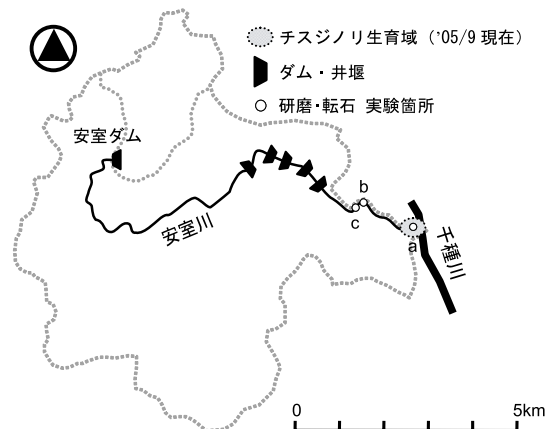 チスジノリ生育域（'05/9 現在）
ダム・井堰
研磨・転石 実験箇所
安室ダム
安室川
b
c
a
千種川
0
5km